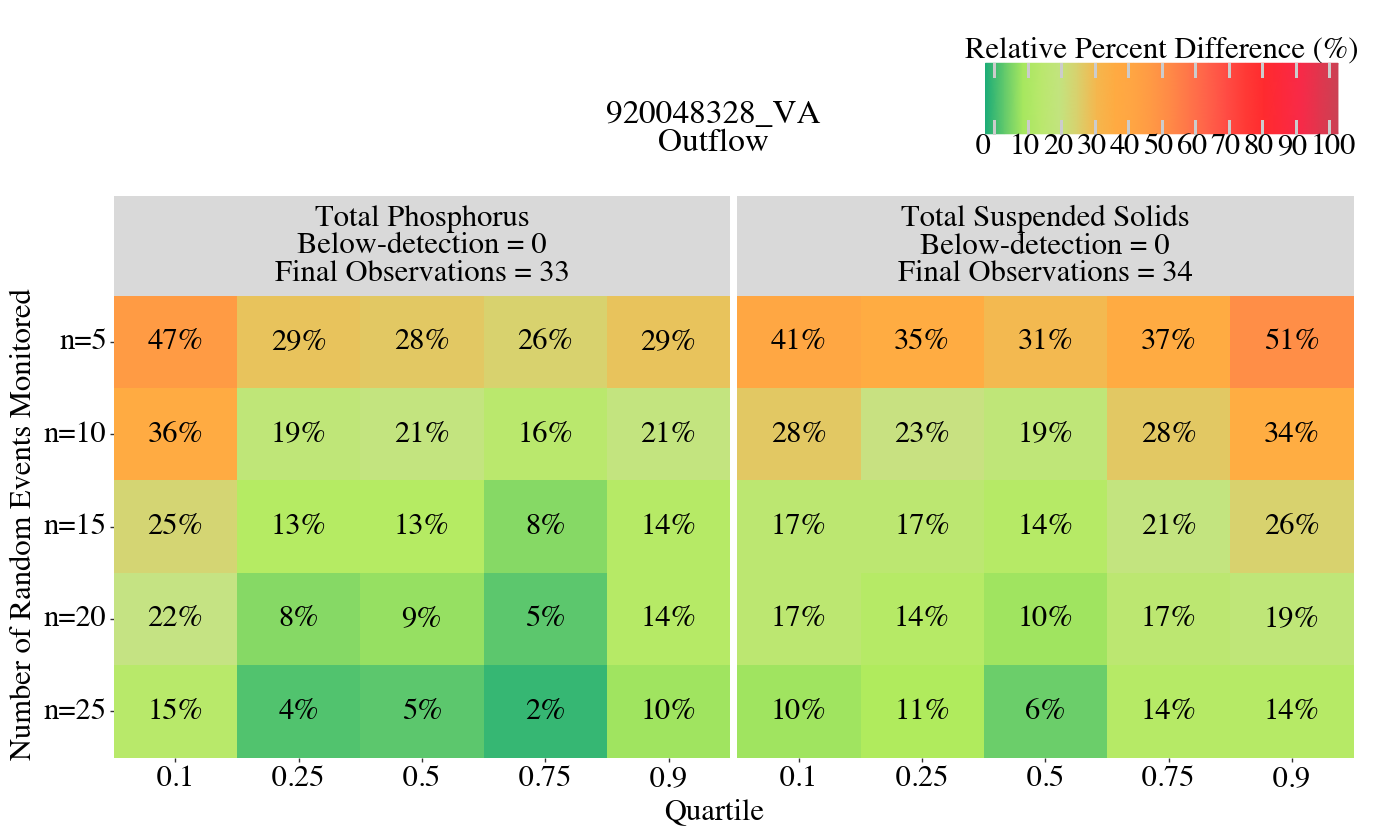 Relative Percent Difference (%)
0 10 20 30 40 50 60 70 80 90 100
920048328_VA
Outflow
Total Phosphorus
Below-detection = 0
Final Observations = 33
Total Suspended Solids
Below-detection = 0
Final Observations = 34
Number of Random Events Monitored
n=5 47% 29% 28% 26% 29% 41% 35% 31% 37% 51%
n=10 36% 19% 21% 16% 21% 28% 23% 19% 28% 34%
n=15 25% 13% 13% 8% 14% 17% 17% 14% 21% 26%
n=20 22% 8% 9% 5% 14% 17% 14% 10% 17% 19%
n=25 15% 4% 5% 2% 10% 10% 11% 6% 14% 14%
0.1 0.25 0.5 0.75 0.9 0.1 0.25 0.5 0.75 0.9
Quartile